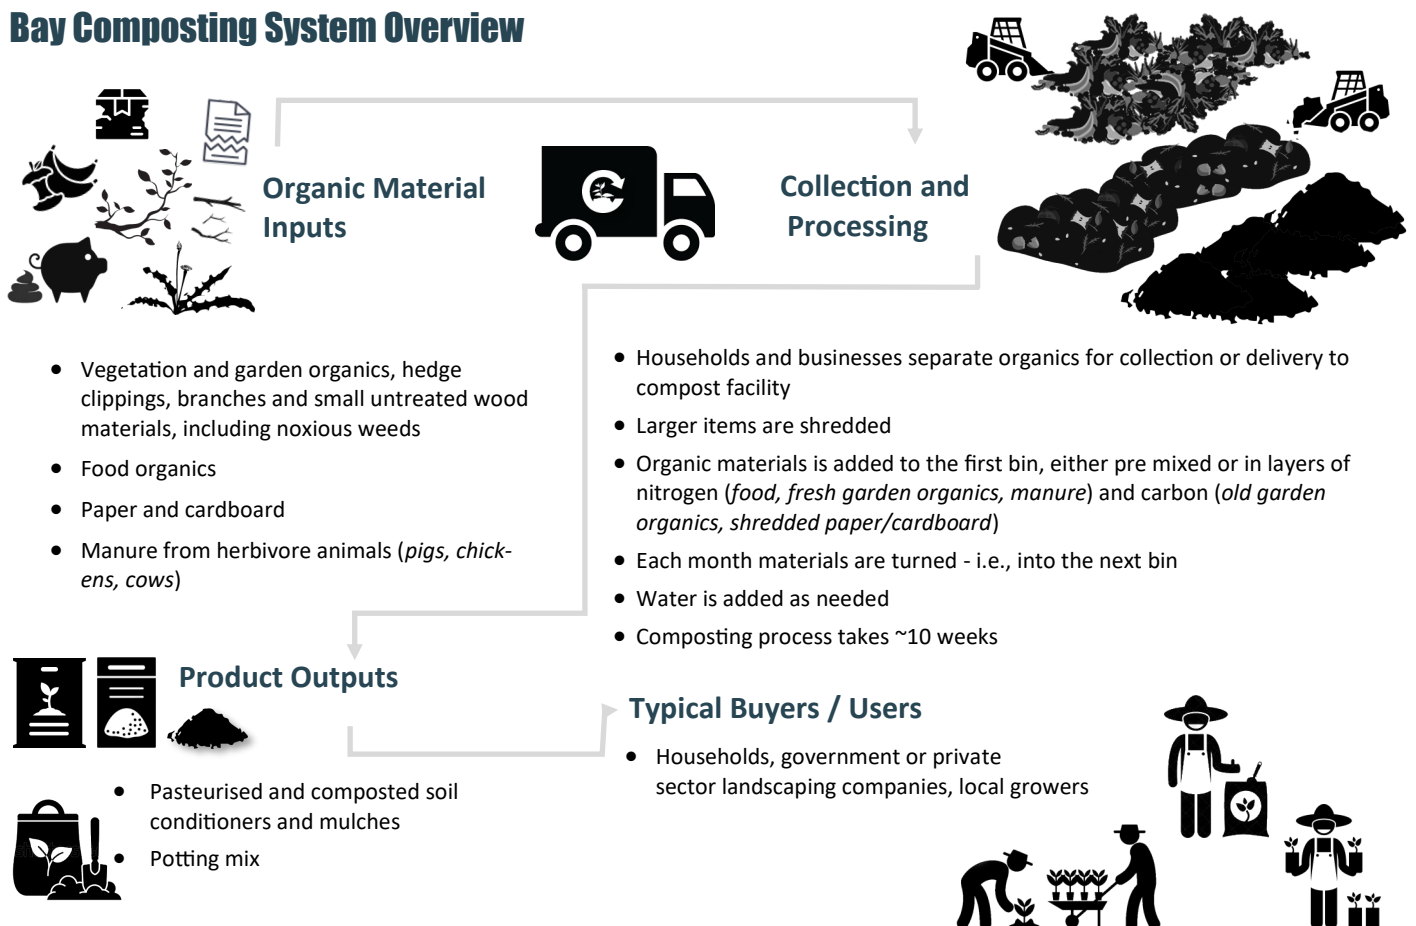 Bay Composting System Overview
Organic Material
Inputs
Collection and
Processing
• Vegetation and garden organics, hedge
clippings, branches and small untreated wood
materials, including noxious weeds
• Food organics
• Paper and cardboard
• Manure from herbivore animals (pigs, chick-
ens, cows)
• Households and businesses separate organics for collection or delivery to
compost facility
• Larger items are shredded
• Organic materials is added to the first bin, either pre mixed or in layers of
nitrogen (food, fresh garden organics, manure) and carbon (old garden
organics, shredded paper/cardboard)
• Each month materials are turned - i.e., into the next bin
• Water is added as needed
• Composting process takes ~10 weeks
Product Outputs
• Pasteurised and composted soil
conditioners and mulches
• Potting mix
Typical Buyers / Users
• Households, government or private
sector landscaping companies, local growers